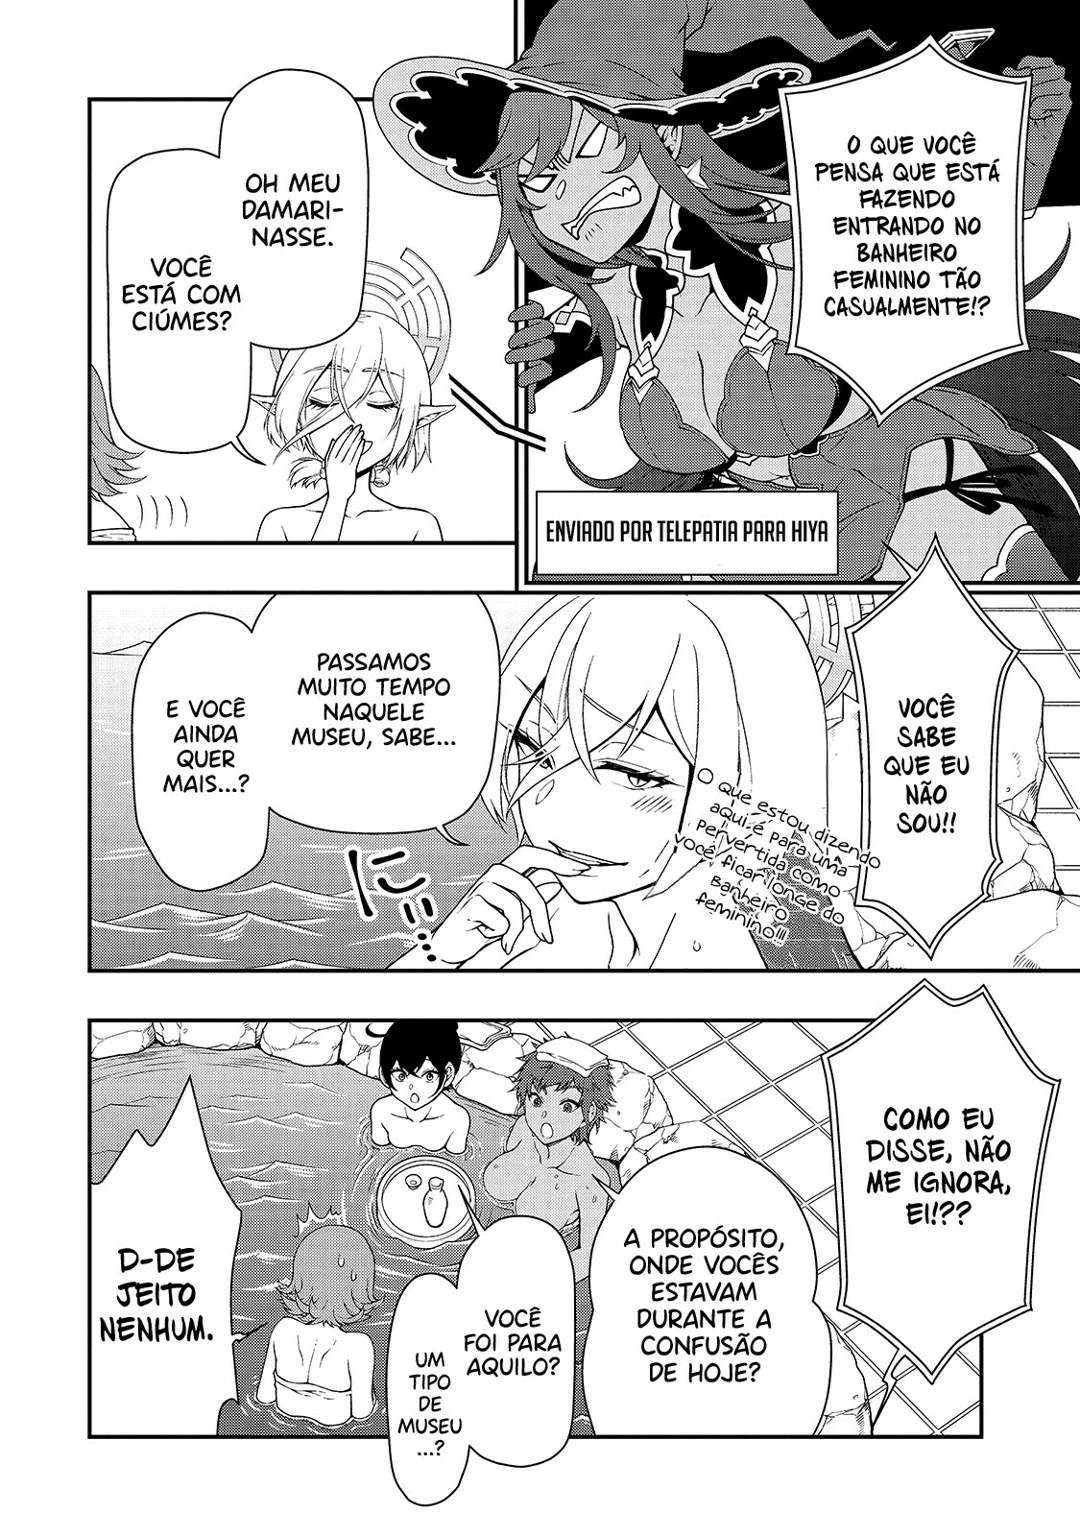 O QUE VOCÊ
PENSA QUE ESTÁ
FAZENDO
ENTRANDO NO
BANHEIRO
FEMININO TÃO
CASUALMENTE!?
ENVIADO POR TELEPATIA PARA HIYA
OH MEU
DAMARI-
NASSE.
VOCÊ
ESTÁ COM
CIÚMES?
VOCÊ
SABE
QUE EU
NÃO
SOU!!
O que estou dizendo
aqui é para uma
pervertida como
você ficar longe do
Banheiro
feminino!!!
PASSAMOS
MUITO TEMPO
NAQUELE
MUSEU, SABE...
E VOCÊ
AINDA
QUER
MAIS...?
にいっ…
COMO EU
DISSE, NÃO
ME IGNORA,
EI!??
A PROPÓSITO,
ONDE VOCÊS
ESTAVAM
DURANTE A
CONFUSÃO
DE HOJE?
VOCÊ
FOI PARA
AQUILO?
UM
TIPO
DE
MUSEU
...?
D-DE
JEITO
NENHUM.